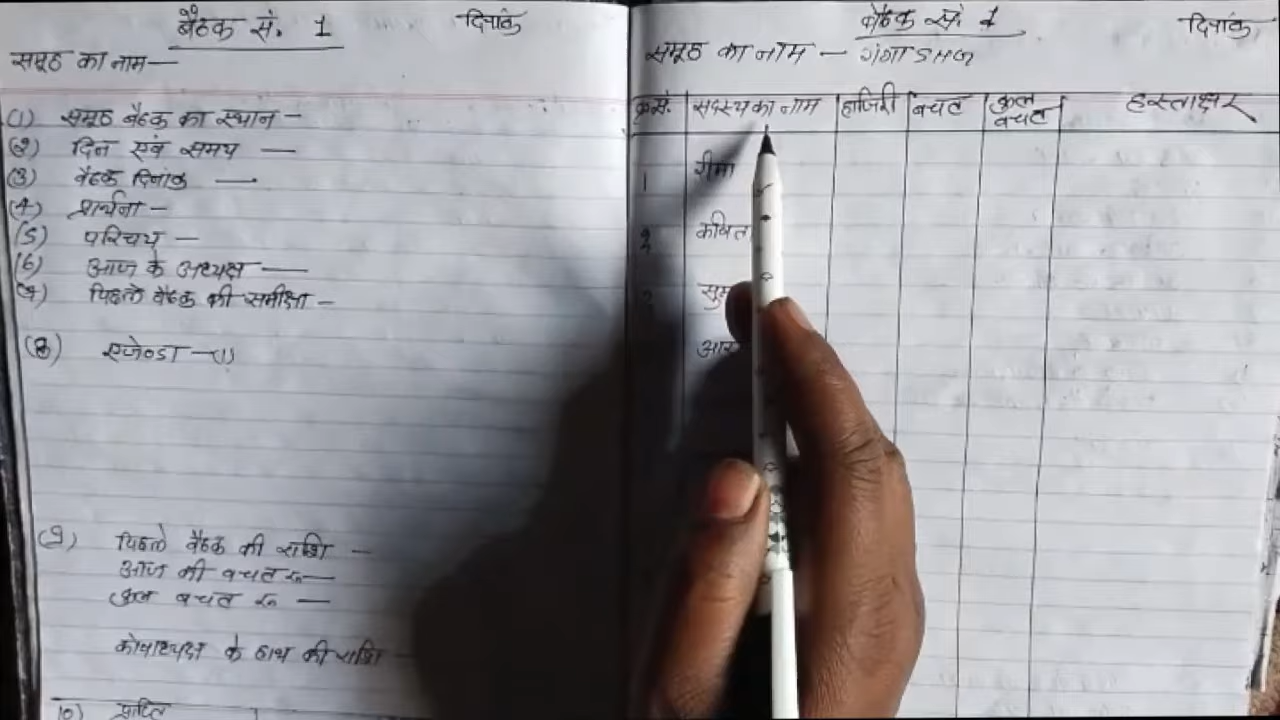 बैठक सं. 1 दिनांक
समूह का नाम —
(1) समूह बैठक का स्थान —
(2) दिन एवं समय —
(3) बैठक दिनांक —
(4) प्रार्थना —
(5) परिचय —
(6) आज के अध्यक्ष —
(7) पिछले बैठक की समीक्षा —
(8) एजेण्डा — (1)
(9) पिछले बैठक की राशि —
आज की बचत रू —
कुल बचत रू —
कोषाध्यक्ष के हाथ की राशि
10) प्राप्ति
बैठक सं. 1 दिनांक
समूह का नाम — गंगा SHG
क्र.सं. सदस्य का नाम हाजिरी बचत कुल बचत हस्ताक्षर
1 रीमा
2 कविता